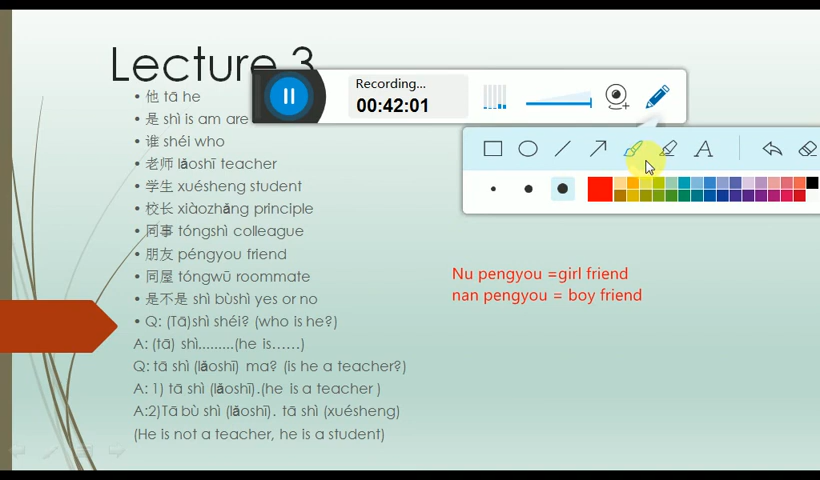 Lecture 3
Recording...
00:42:01
• 他 tā he
• 是 shì is am are
• 谁 shéi who
• 老师 lǎoshī teacher
• 学生 xuésheng student
• 校长 xiàozhǎng principle
• 同事 tóngshì colleague
• 朋友 péngyou friend
• 同屋 tóngwū roommate
• 是不是 shì bùshì yes or no
• Q: (Tā)shì shéi? (who is he?)
A: (tā) shì.........(he is......)
Q: tā shì (lǎoshī) ma? (is he a teacher?)
A: 1) tā shì (lǎoshī).(he is a teacher )
A:2)Tā bù shì (lǎoshī). tā shì (xuésheng)
(He is not a teacher, he is a student)
A
Nu pengyou =girl friend
nan pengyou = boy friend